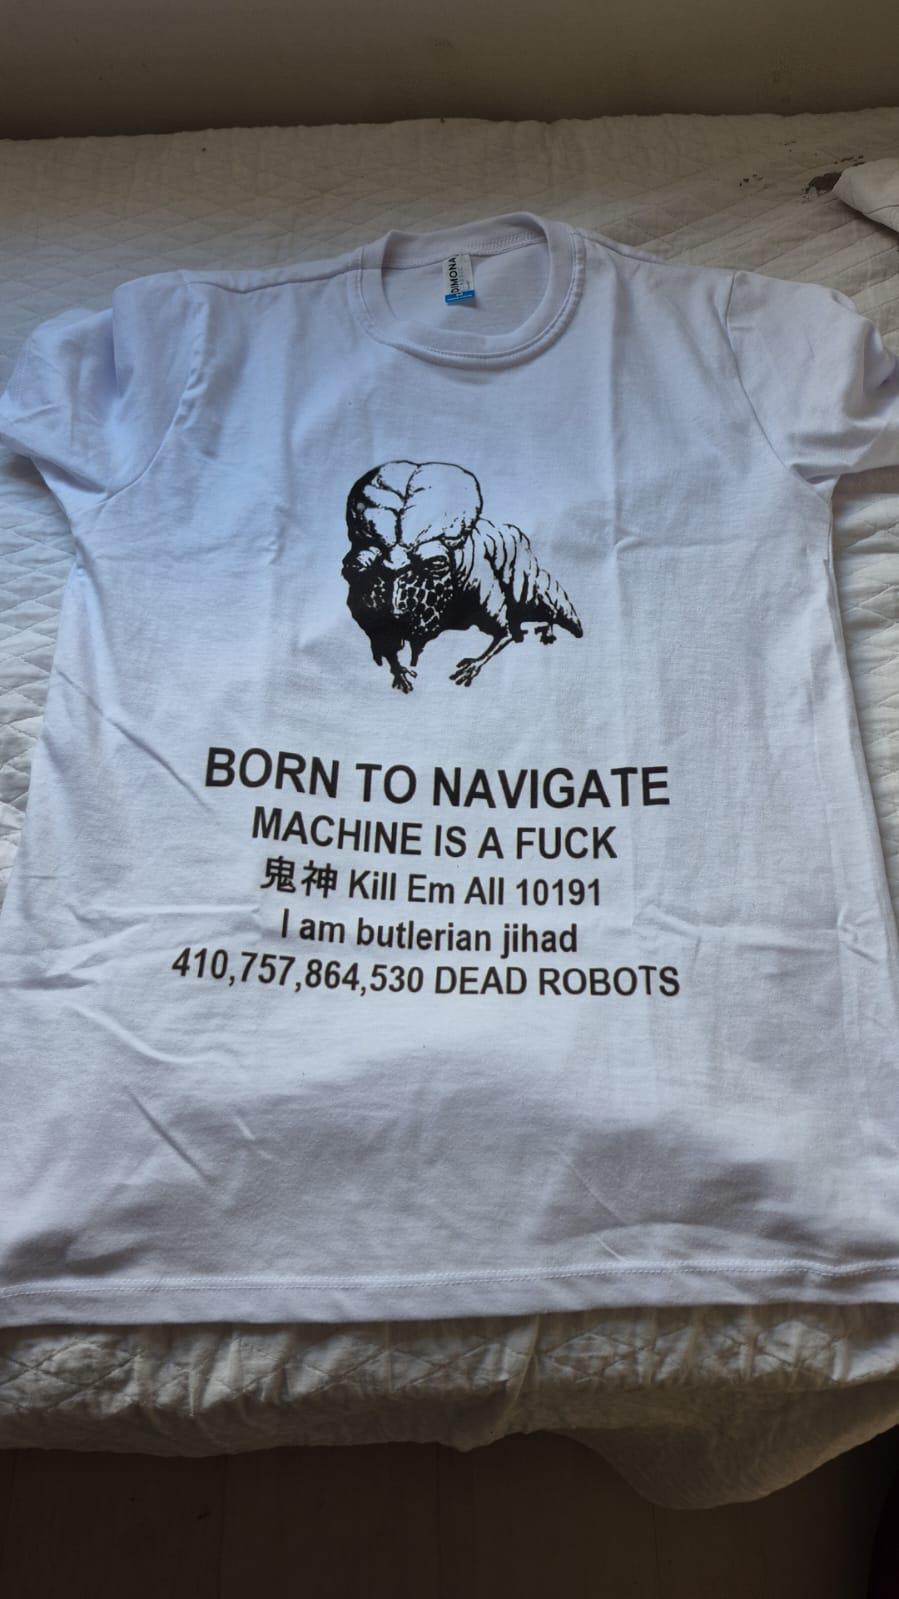 DIMONA
BORN TO NAVIGATE
MACHINE IS A FUCK
鬼神 Kill Em All 10191
I am butlerian jihad
410,757,864,530 DEAD ROBOTS